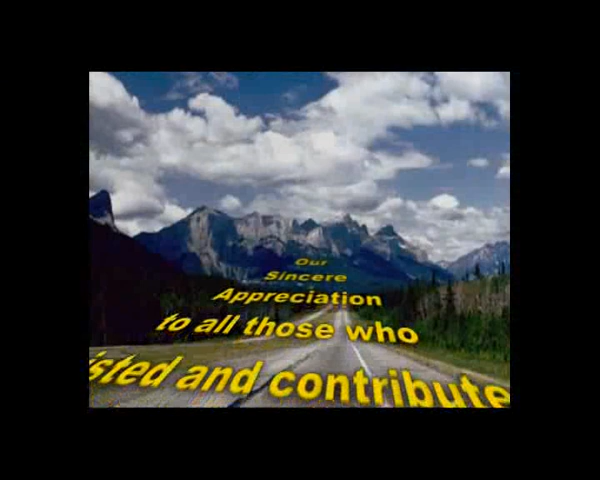 Our
Sincere
Appreciation
to all those who
isted and contribute